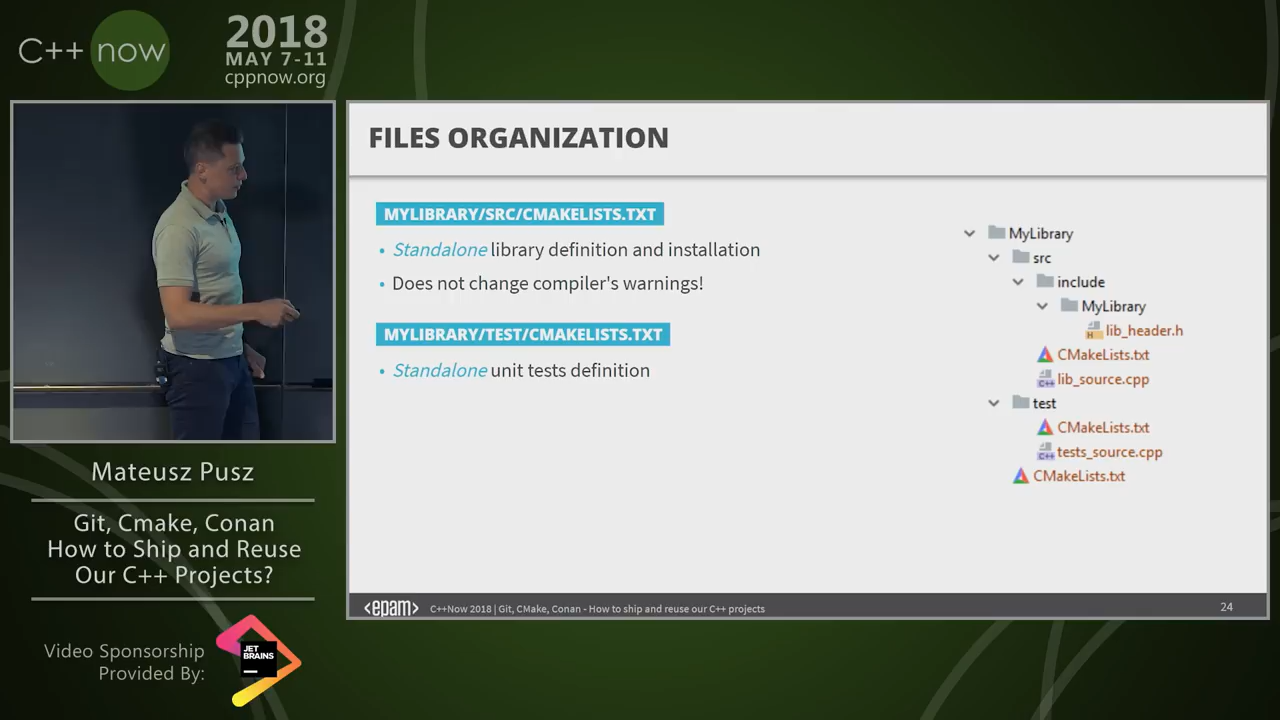 C++ now
2018
MAY 7-11
cppnow.org
FILES ORGANIZATION
MYLIBRARY/SRC/CMAKELISTS.TXT
• Standalone library definition and installation
• Does not change compiler's warnings!
MYLIBRARY/TEST/CMAKELISTS.TXT
• Standalone unit tests definition
MyLibrary
src
include
MyLibrary
lib_header.h
CMakeLists.txt
lib_source.cpp
test
CMakeLists.txt
tests_source.cpp
CMakeLists.txt
<epam> C++Now 2018 | Git, CMake, Conan - How to ship and reuse our C++ projects 24
Mateusz Pusz
Git, Cmake, Conan
How to Ship and Reuse
Our C++ Projects?
Video Sponsorship
Provided By:
JET
BRAINS